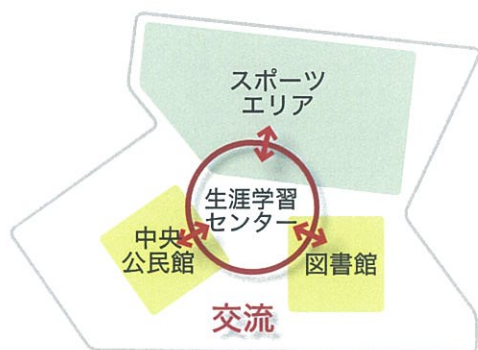 スポーツ
エリア
生涯学習
センター
中央
公民館
図書館
交流